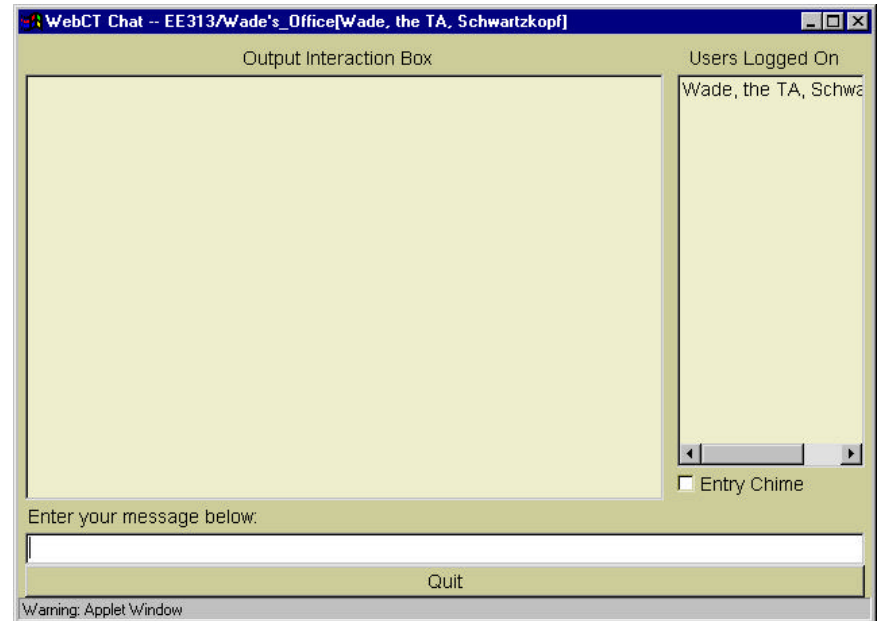 WebCT Chat -- EE313/Wade's_Office[Wade, the TA, Schwartzkopf]
Output Interaction Box
Users Logged On
Wade, the TA, Schwa
Entry Chime
Enter your message below:
Quit
Warning: Applet Window